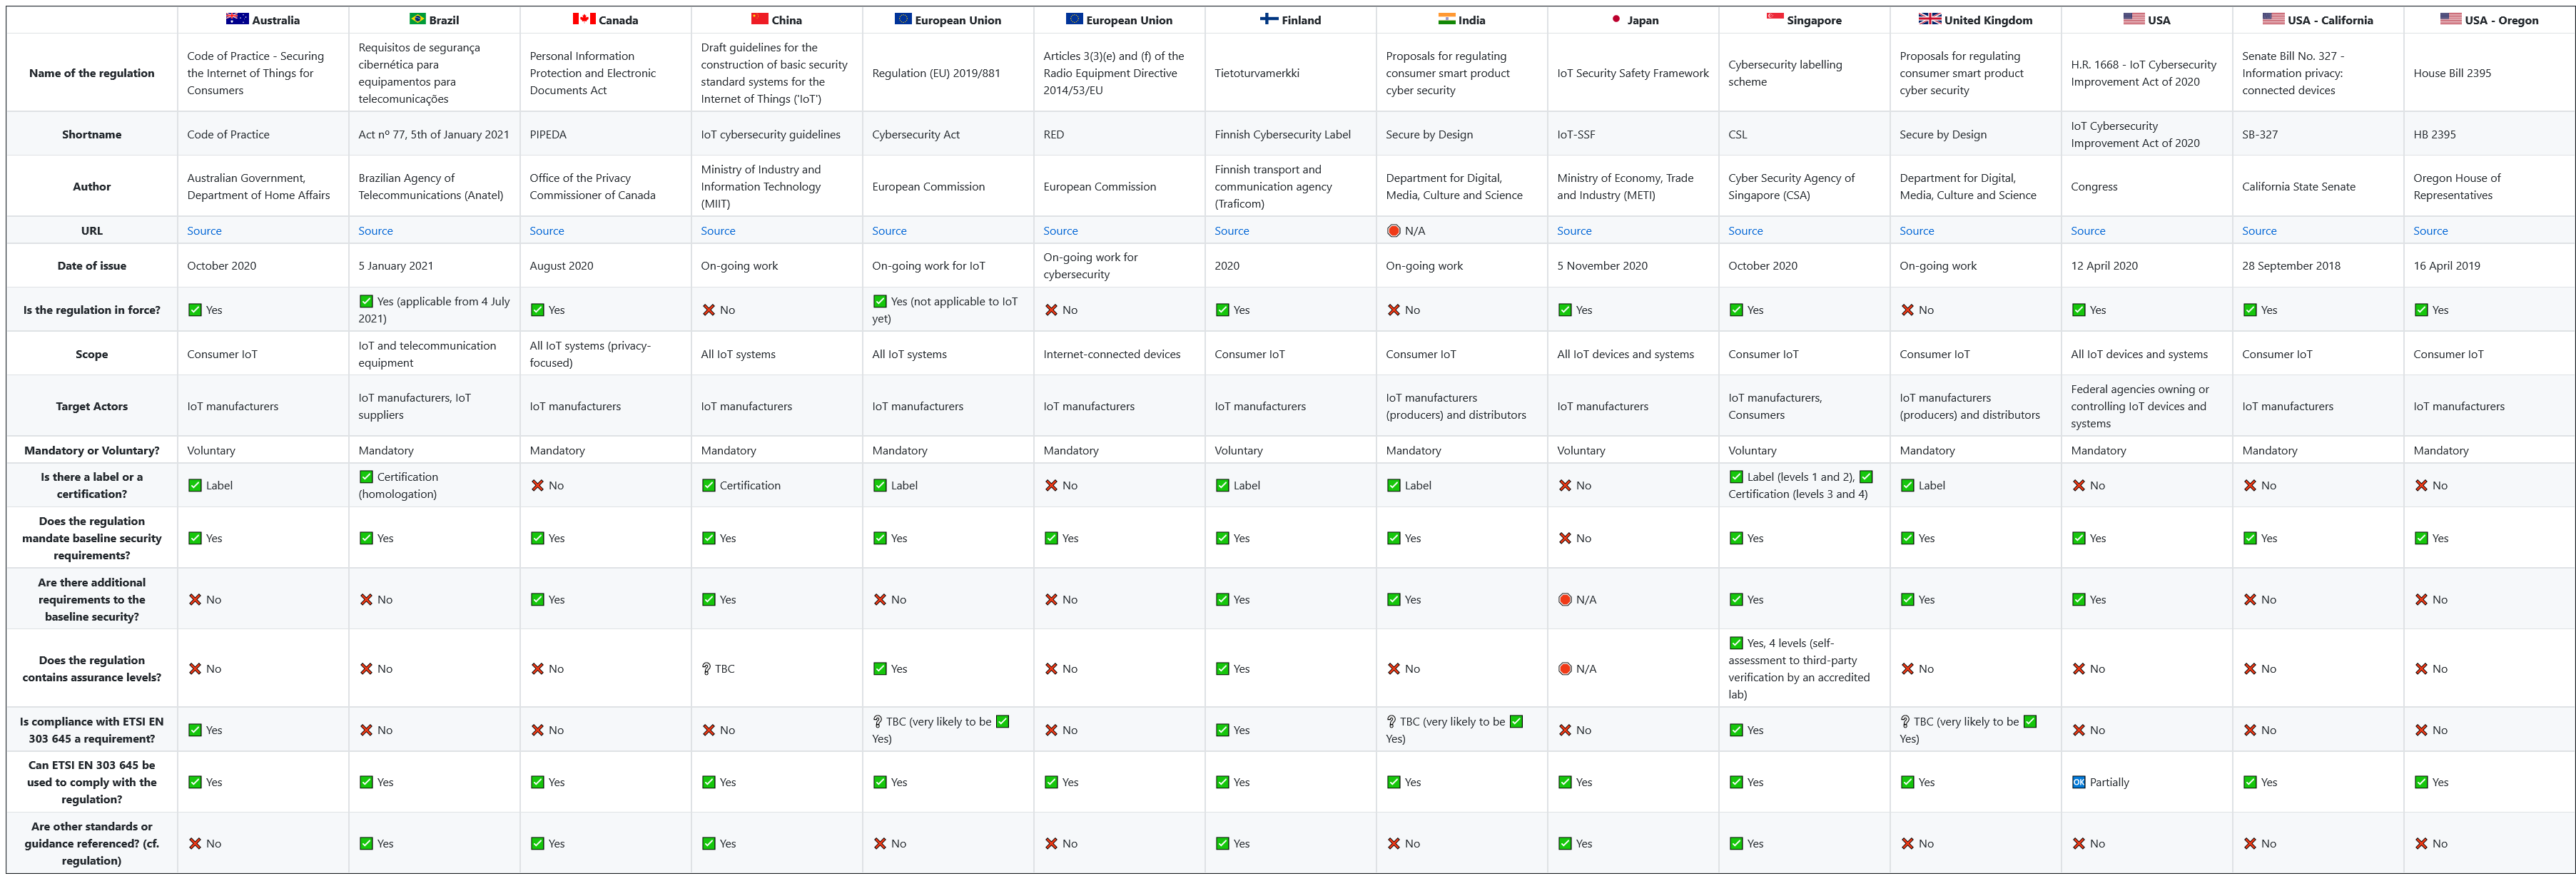 Australia Brazil Canada China European Union European Union Finland India Japan Singapore United Kingdom USA USA - California USA - Oregon
Name of the regulation
Code of Practice - Securing
the Internet of Things for
Consumers
Requisitos de segurança
cibernética para
equipamentos para
telecomunicações
Personal Information
Protection and Electronic
Documents Act
Draft guidelines for the
construction of basic security
standard systems for the
Internet of Things ('IoT')
Regulation (EU) 2019/881
Articles 3(3)(e) and (f) of the
Radio Equipment Directive
2014/53/EU
Tietoturvamerkki
Proposals for regulating
consumer smart product
cyber security
IoT Security Safety Framework
Cybersecurity labelling
scheme
Proposals for regulating
consumer smart product
cyber security
H.R. 1668 - IoT Cybersecurity
Improvement Act of 2020
Senate Bill No. 327 -
Information privacy:
connected devices
House Bill 2395
Shortname
Code of Practice
Act nº 77, 5th of January 2021
PIPEDA
IoT cybersecurity guidelines
Cybersecurity Act
RED
Finnish Cybersecurity Label
Secure by Design
IoT-SSF
CSL
Secure by Design
IoT Cybersecurity
Improvement Act of 2020
SB-327
HB 2395
Author
Australian Government,
Department of Home Affairs
Brazilian Agency of
Telecommunications (Anatel)
Office of the Privacy
Commissioner of Canada
Ministry of Industry and
Information Technology
(MIIT)
European Commission
European Commission
Finnish transport and
communication agency
(Traficom)
Department for Digital,
Media, Culture and Science
Ministry of Economy, Trade
and Industry (METI)
Cyber Security Agency of
Singapore (CSA)
Department for Digital,
Media, Culture and Science
Congress
California State Senate
Oregon House of
Representatives
URL
Source
Source
Source
Source
Source
Source
Source
N/A
Source
Source
Source
Source
Source
Source
Date of issue
October 2020
5 January 2021
August 2020
On-going work
On-going work for IoT
On-going work for
cybersecurity
2020
On-going work
5 November 2020
October 2020
On-going work
12 April 2020
28 September 2018
16 April 2019
Is the regulation in force?
Yes
Yes (applicable from 4 July
2021)
Yes
No
Yes (not applicable to IoT
yet)
No
Yes
No
Yes
Yes
No
Yes
Yes
Yes
Scope
Consumer IoT
IoT and telecommunication
equipment
All IoT systems (privacy-
focused)
All IoT systems
All IoT systems
Internet-connected devices
Consumer IoT
Consumer IoT
All IoT devices and systems
Consumer IoT
Consumer IoT
All IoT devices and systems
Consumer IoT
Consumer IoT
Target Actors
IoT manufacturers
IoT manufacturers, IoT
suppliers
IoT manufacturers
IoT manufacturers
IoT manufacturers
IoT manufacturers
IoT manufacturers
IoT manufacturers
(producers) and distributors
IoT manufacturers
IoT manufacturers,
Consumers
IoT manufacturers
(producers) and distributors
Federal agencies owning or
controlling IoT devices and
systems
IoT manufacturers
IoT manufacturers
Mandatory or Voluntary?
Voluntary
Mandatory
Mandatory
Mandatory
Mandatory
Mandatory
Voluntary
Mandatory
Voluntary
Voluntary
Mandatory
Mandatory
Mandatory
Mandatory
Is there a label or a
certification?
Label
Certification
(homologation)
No
Certification
Label
No
Label
Label
No
Label (levels 1 and 2),
Certification (levels 3 and 4)
Label
No
No
No
Does the regulation
mandate baseline security
requirements?
Yes
Yes
Yes
Yes
Yes
Yes
Yes
Yes
No
Yes
Yes
Yes
Yes
Yes
Are there additional
requirements to the
baseline security?
No
No
Yes
Yes
No
No
Yes
Yes
N/A
Yes
Yes
Yes
No
No
Does the regulation
contains assurance levels?
No
No
No
? TBC
Yes
No
Yes
No
N/A
Yes, 4 levels (self-
assessment to third-party
verification by an accredited
lab)
No
No
No
No
Is compliance with ETSI EN
303 645 a requirement?
Yes
No
No
No
? TBC (very likely to be
Yes)
No
Yes
? TBC (very likely to be
Yes)
No
Yes
? TBC (very likely to be
Yes)
No
No
No
Can ETSI EN 303 645 be
used to comply with the
regulation?
Yes
Yes
Yes
Yes
Yes
Yes
Yes
Yes
Yes
Yes
Yes
OK Partially
Yes
Yes
Are other standards or
guidance referenced? (cf.
regulation)
No
Yes
Yes
Yes
No
No
Yes
No
Yes
Yes
No
No
No
No